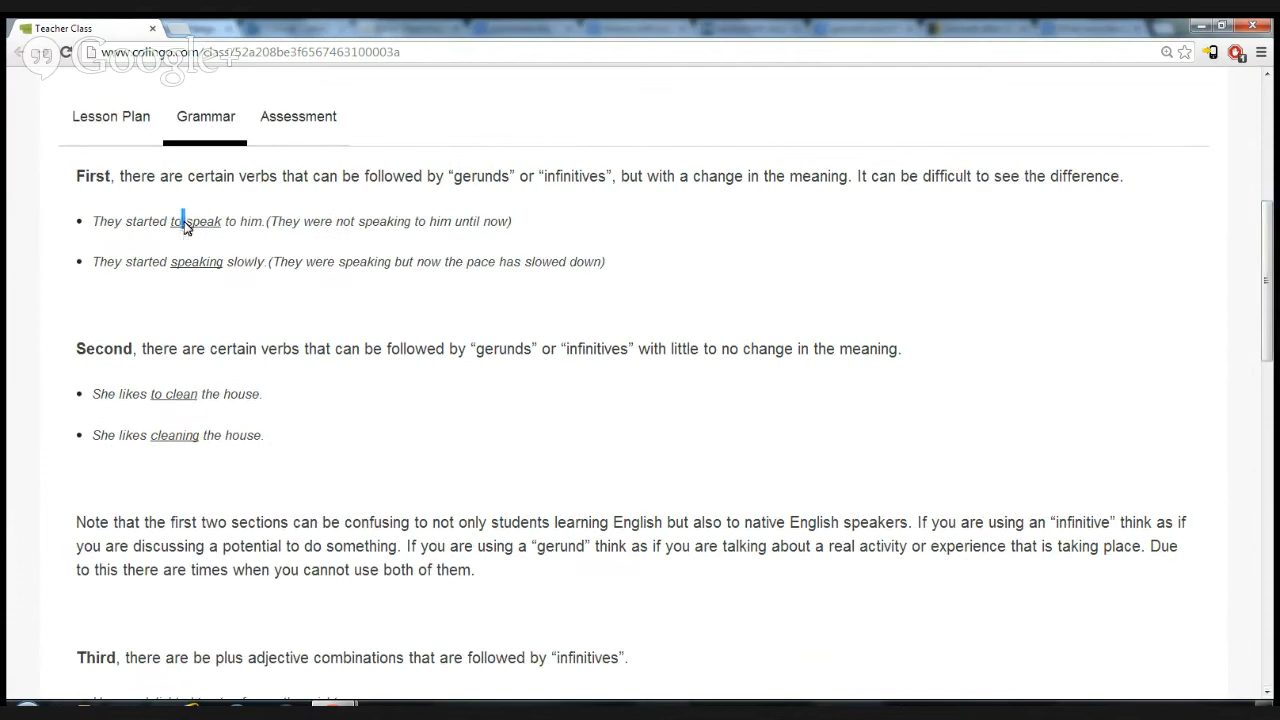 Teacher Class
www.colingo.com/class/52a208be3f6567463100003a
Google+
Lesson Plan Grammar Assessment
First, there are certain verbs that can be followed by “gerunds” or “infinitives”, but with a change in the meaning. It can be difficult to see the difference.
They started to speak to him.(They were not speaking to him until now)
They started speaking slowly.(They were speaking but now the pace has slowed down)
Second, there are certain verbs that can be followed by “gerunds” or “infinitives” with little to no change in the meaning.
She likes to clean the house.
She likes cleaning the house.
Note that the first two sections can be confusing to not only students learning English but also to native English speakers. If you are using an “infinitive” think as if
you are discussing a potential to do something. If you are using a “gerund” think as if you are talking about a real activity or experience that is taking place. Due
to this there are times when you cannot use both of them.
Third, there are be plus adjective combinations that are followed by “infinitives”.